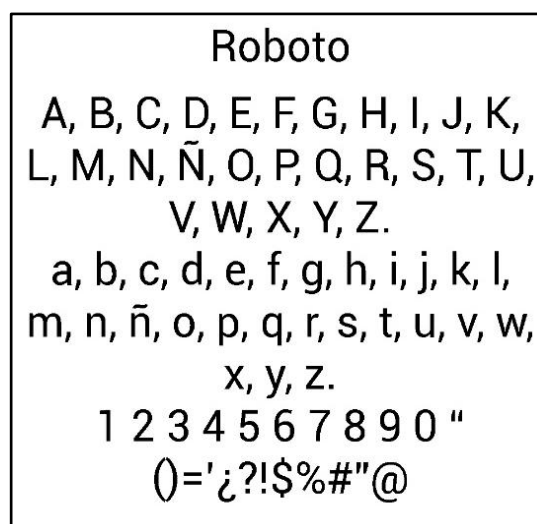 Roboto
A, B, C, D, E, F, G, H, I, J, K,
L, M, N, Ñ, O, P, Q, R, S, T, U,
V, W, X, Y, Z.
a, b, c, d, e, f, g, h, i, j, k, l,
m, n, ñ, o, p, q, r, s, t, u, v, w,
x, y, z.
1 2 3 4 5 6 7 8 9 0 “
()='¿?!$%#"@